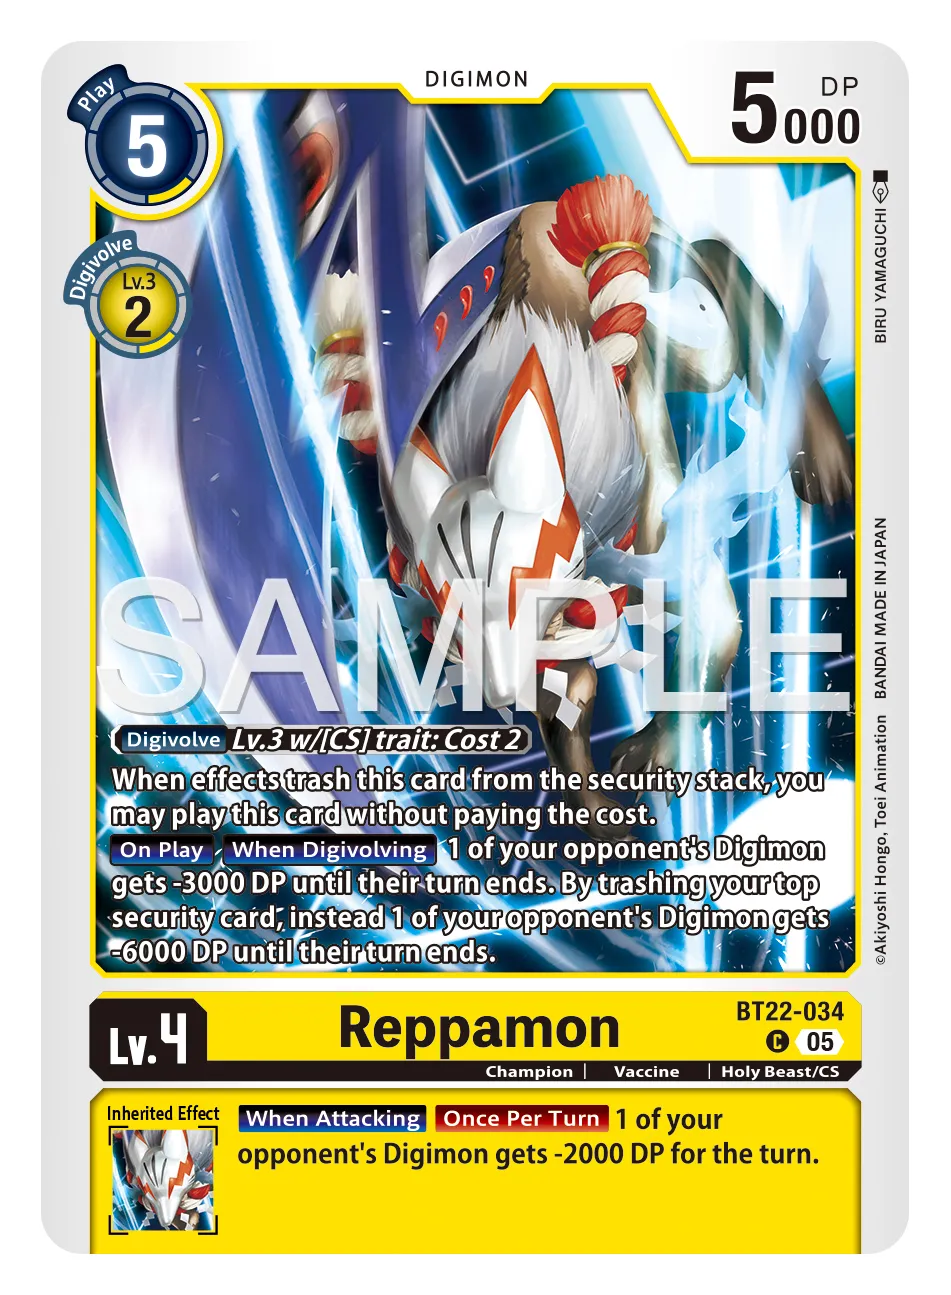 DIGIMON
Play
5
DP
5000
Digivolve
Lv.3
2
BIRU YAMAGUCHI
BANDAI MADE IN JAPAN
©Akiyoshi Hongo, Toei Animation
SAMPLE
Digivolve Lv.3 w/[CS] trait: Cost 2
When effects trash this card from the security stack, you
may play this card without paying the cost.
On Play When Digivolving 1 of your opponent's Digimon
gets -3000 DP until their turn ends. By trashing your top
security card, instead 1 of your opponent's Digimon gets
-6000 DP until their turn ends.
Lv.4
Reppamon
BT22-034
C 05
Champion | Vaccine | Holy Beast/CS
Inherited Effect
When Attacking Once Per Turn 1 of your
opponent's Digimon gets -2000 DP for the turn.